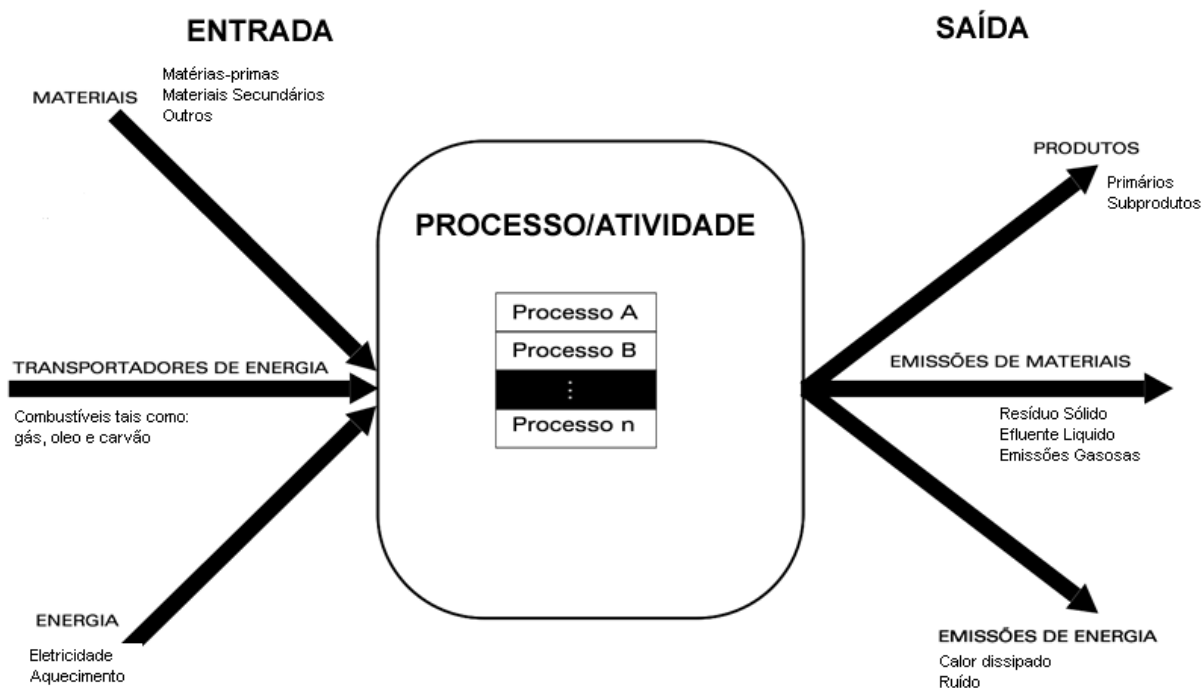 ENTRADA
SAÍDA
Matérias-primas
Materiais Secundários
Outros
MATERIAIS
PRODUTOS
Primários
Subprodutos
PROCESSO/ATIVIDADE
Processo A
Processo B
⋮
Processo n
TRANSPORTADORES DE ENERGIA
Combustíveis tais como:
gás, oleo e carvão
EMISSÕES DE MATERIAIS
Resíduo Sólido
Efluente Liquido
Emissões Gasosas
ENERGIA
Eletricidade
Aquecimento
EMISSÕES DE ENERGIA
Calor dissipado
Ruído